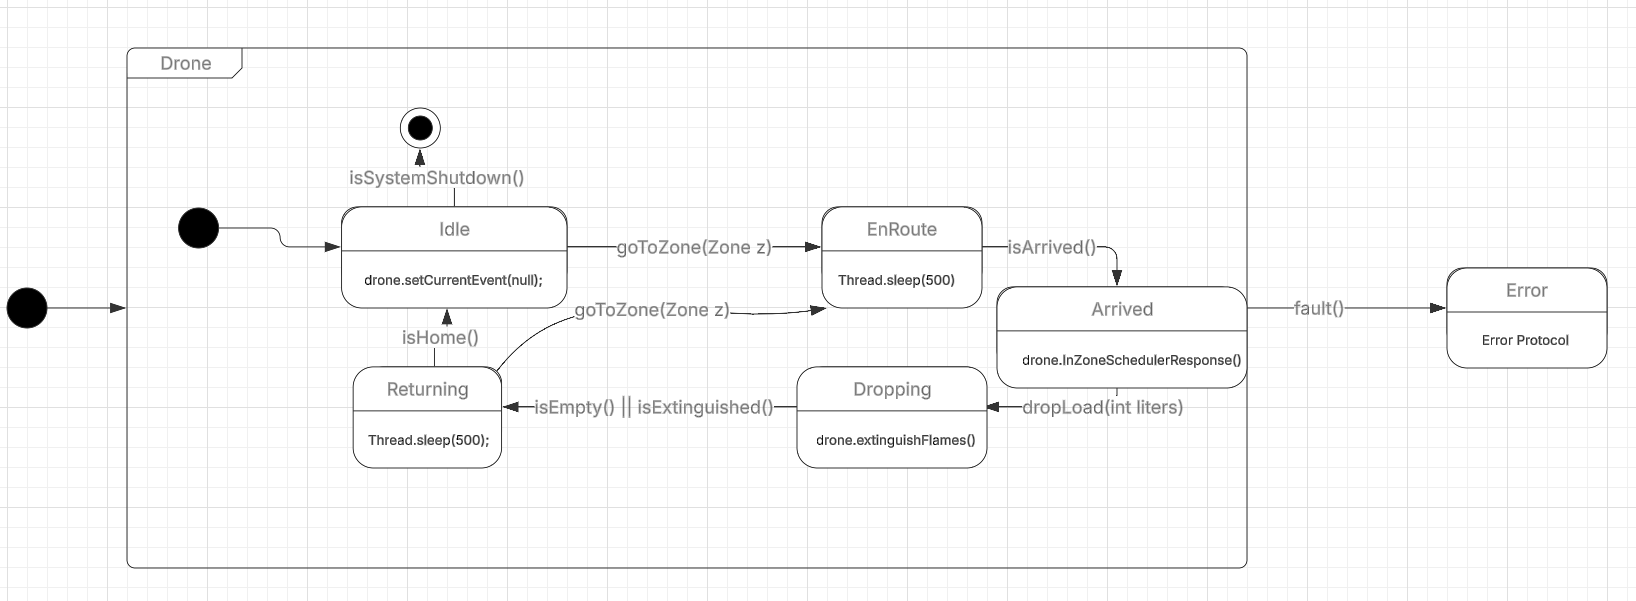 Drone
isSystemShutdown()
Idle
drone.setCurrentEvent(null);
goToZone(Zone z)
EnRoute
Thread.sleep(500)
isArrived()
Arrived
drone.InZoneSchedulerResponse()
fault()
Error
Error Protocol
goToZone(Zone z)
isHome()
Returning
Thread.sleep(500);
isEmpty() || isExtinguished()
Dropping
drone.extinguishFlames()
dropLoad(int liters)